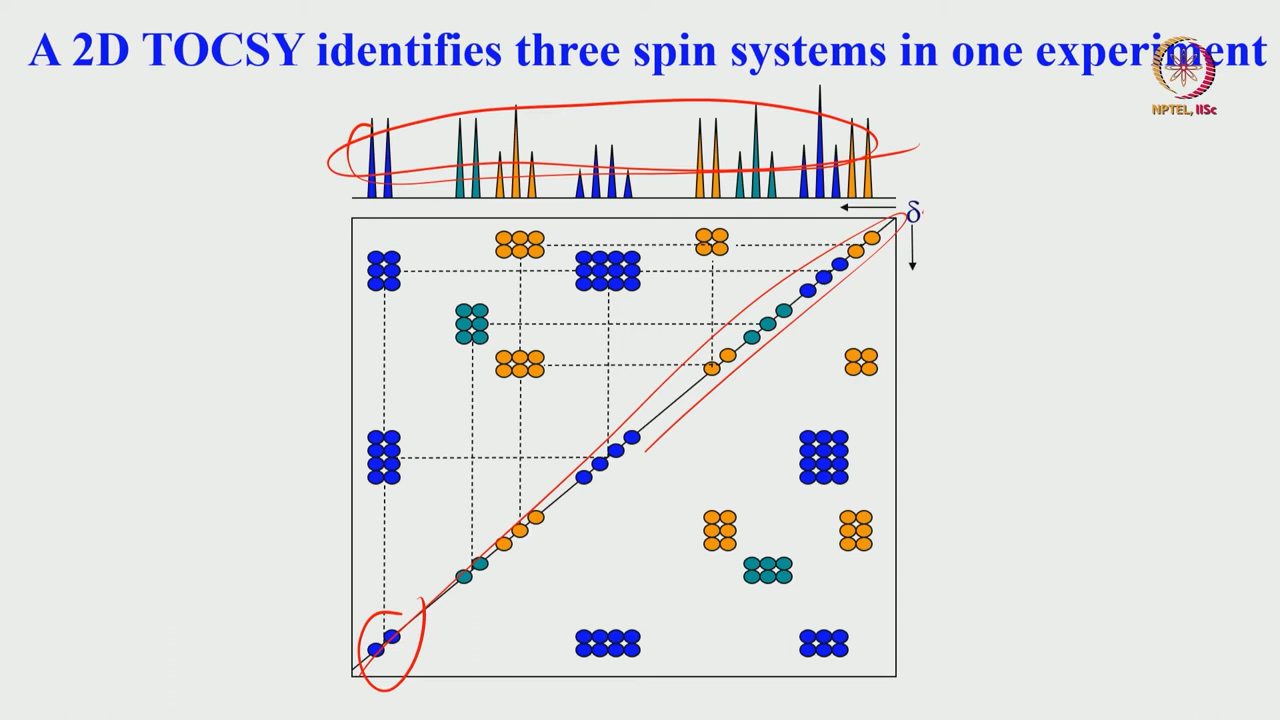 A 2D TOCSY identifies three spin systems in one experiment
NPTEL, IISc
δ